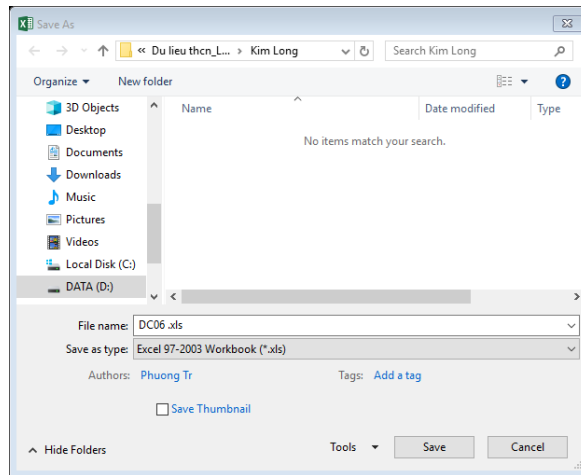 Save As
« Du lieu thcn_L... › Kim Long
Search Kim Long
Organize
New folder
3D Objects
Desktop
Documents
Downloads
Music
Pictures
Videos
Local Disk (C:)
DATA (D:)
Name
Date modified
Type
No items match your search.
File name: DC06 .xls
Save as type: Excel 97-2003 Workbook (*.xls)
Authors: Phuong Tr
Tags: Add a tag
Save Thumbnail
Hide Folders
Tools
Save
Cancel